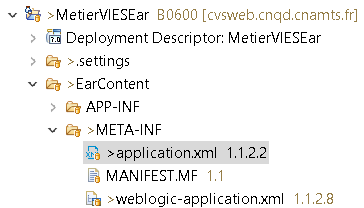 >MetierVIESEar B0600 [cvsweb.cnqd.cnamts.fr]
Deployment Descriptor: MetierVIESEar
>.settings
>EarContent
APP-INF
>META-INF
>application.xml 1.1.2.2
MANIFEST.MF 1.1
>weblogic-application.xml 1.1.2.8